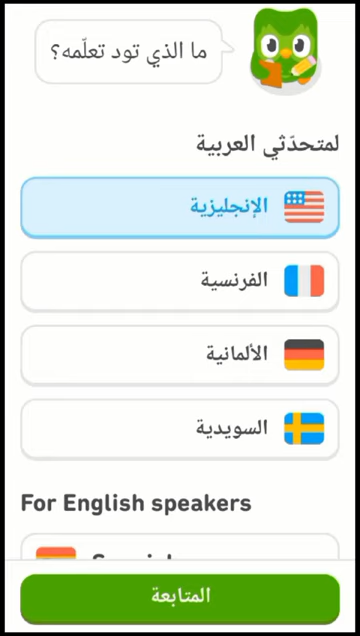 ما الذي تود تعلّمه؟
لمتحدّثي العربية
الإنجليزية
الفرنسية
الألمانية
السويدية
For English speakers
المتابعة